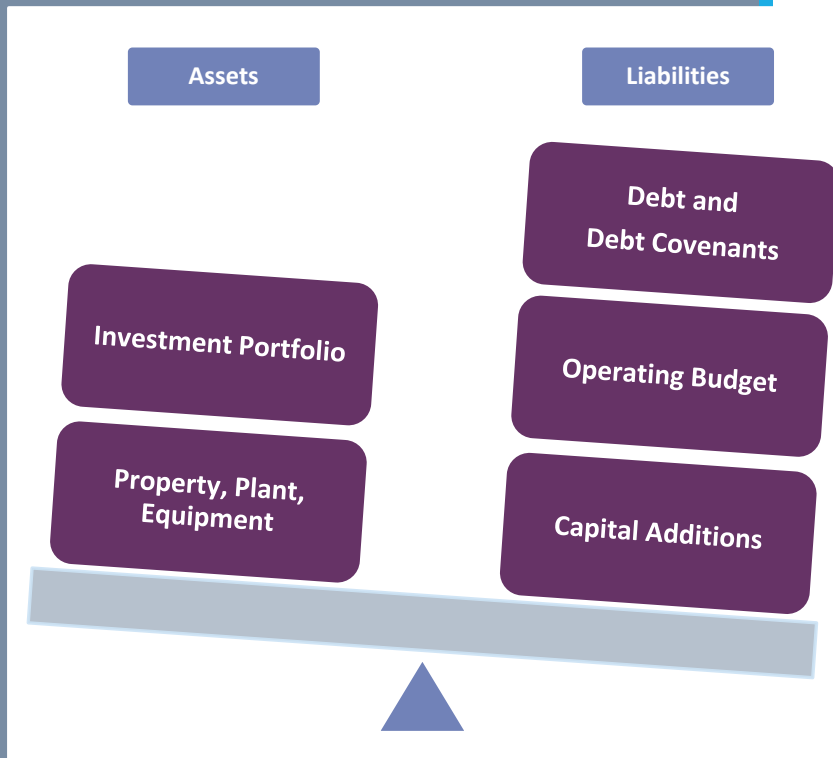 Assets
Liabilities
Debt and
Debt Covenants
Investment Portfolio
Operating Budget
Property, Plant,
Equipment
Capital Additions